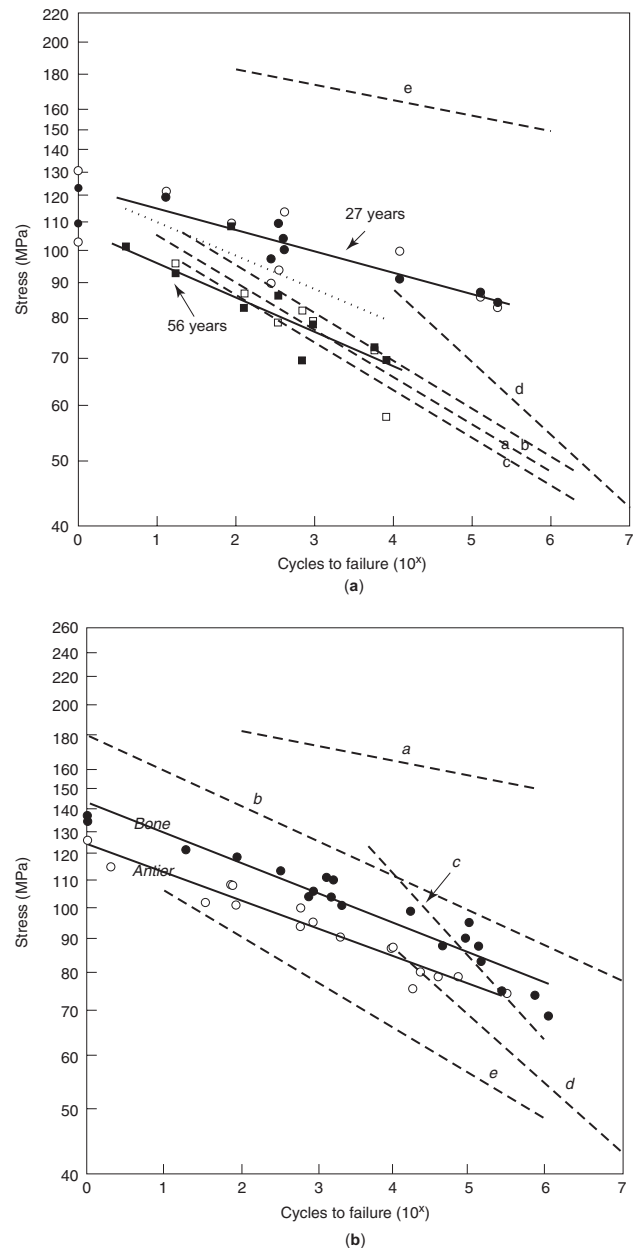 220
200
180
160
150
140
130
120
110
100
90
80
70
60
50
40
Stress (MPa)
e
27 years
56 years
d
a b
c
0 1 2 3 4 5 6 7
Cycles to failure (10ˣ)
(a)
260
240
220
200
180
160
150
140
130
120
110
100
90
80
70
60
50
40
Stress (MPa)
a
b
Bone
c
Antier
e
d
0 1 2 3 4 5 6 7
Cycles to failure (10ˣ)
(b)